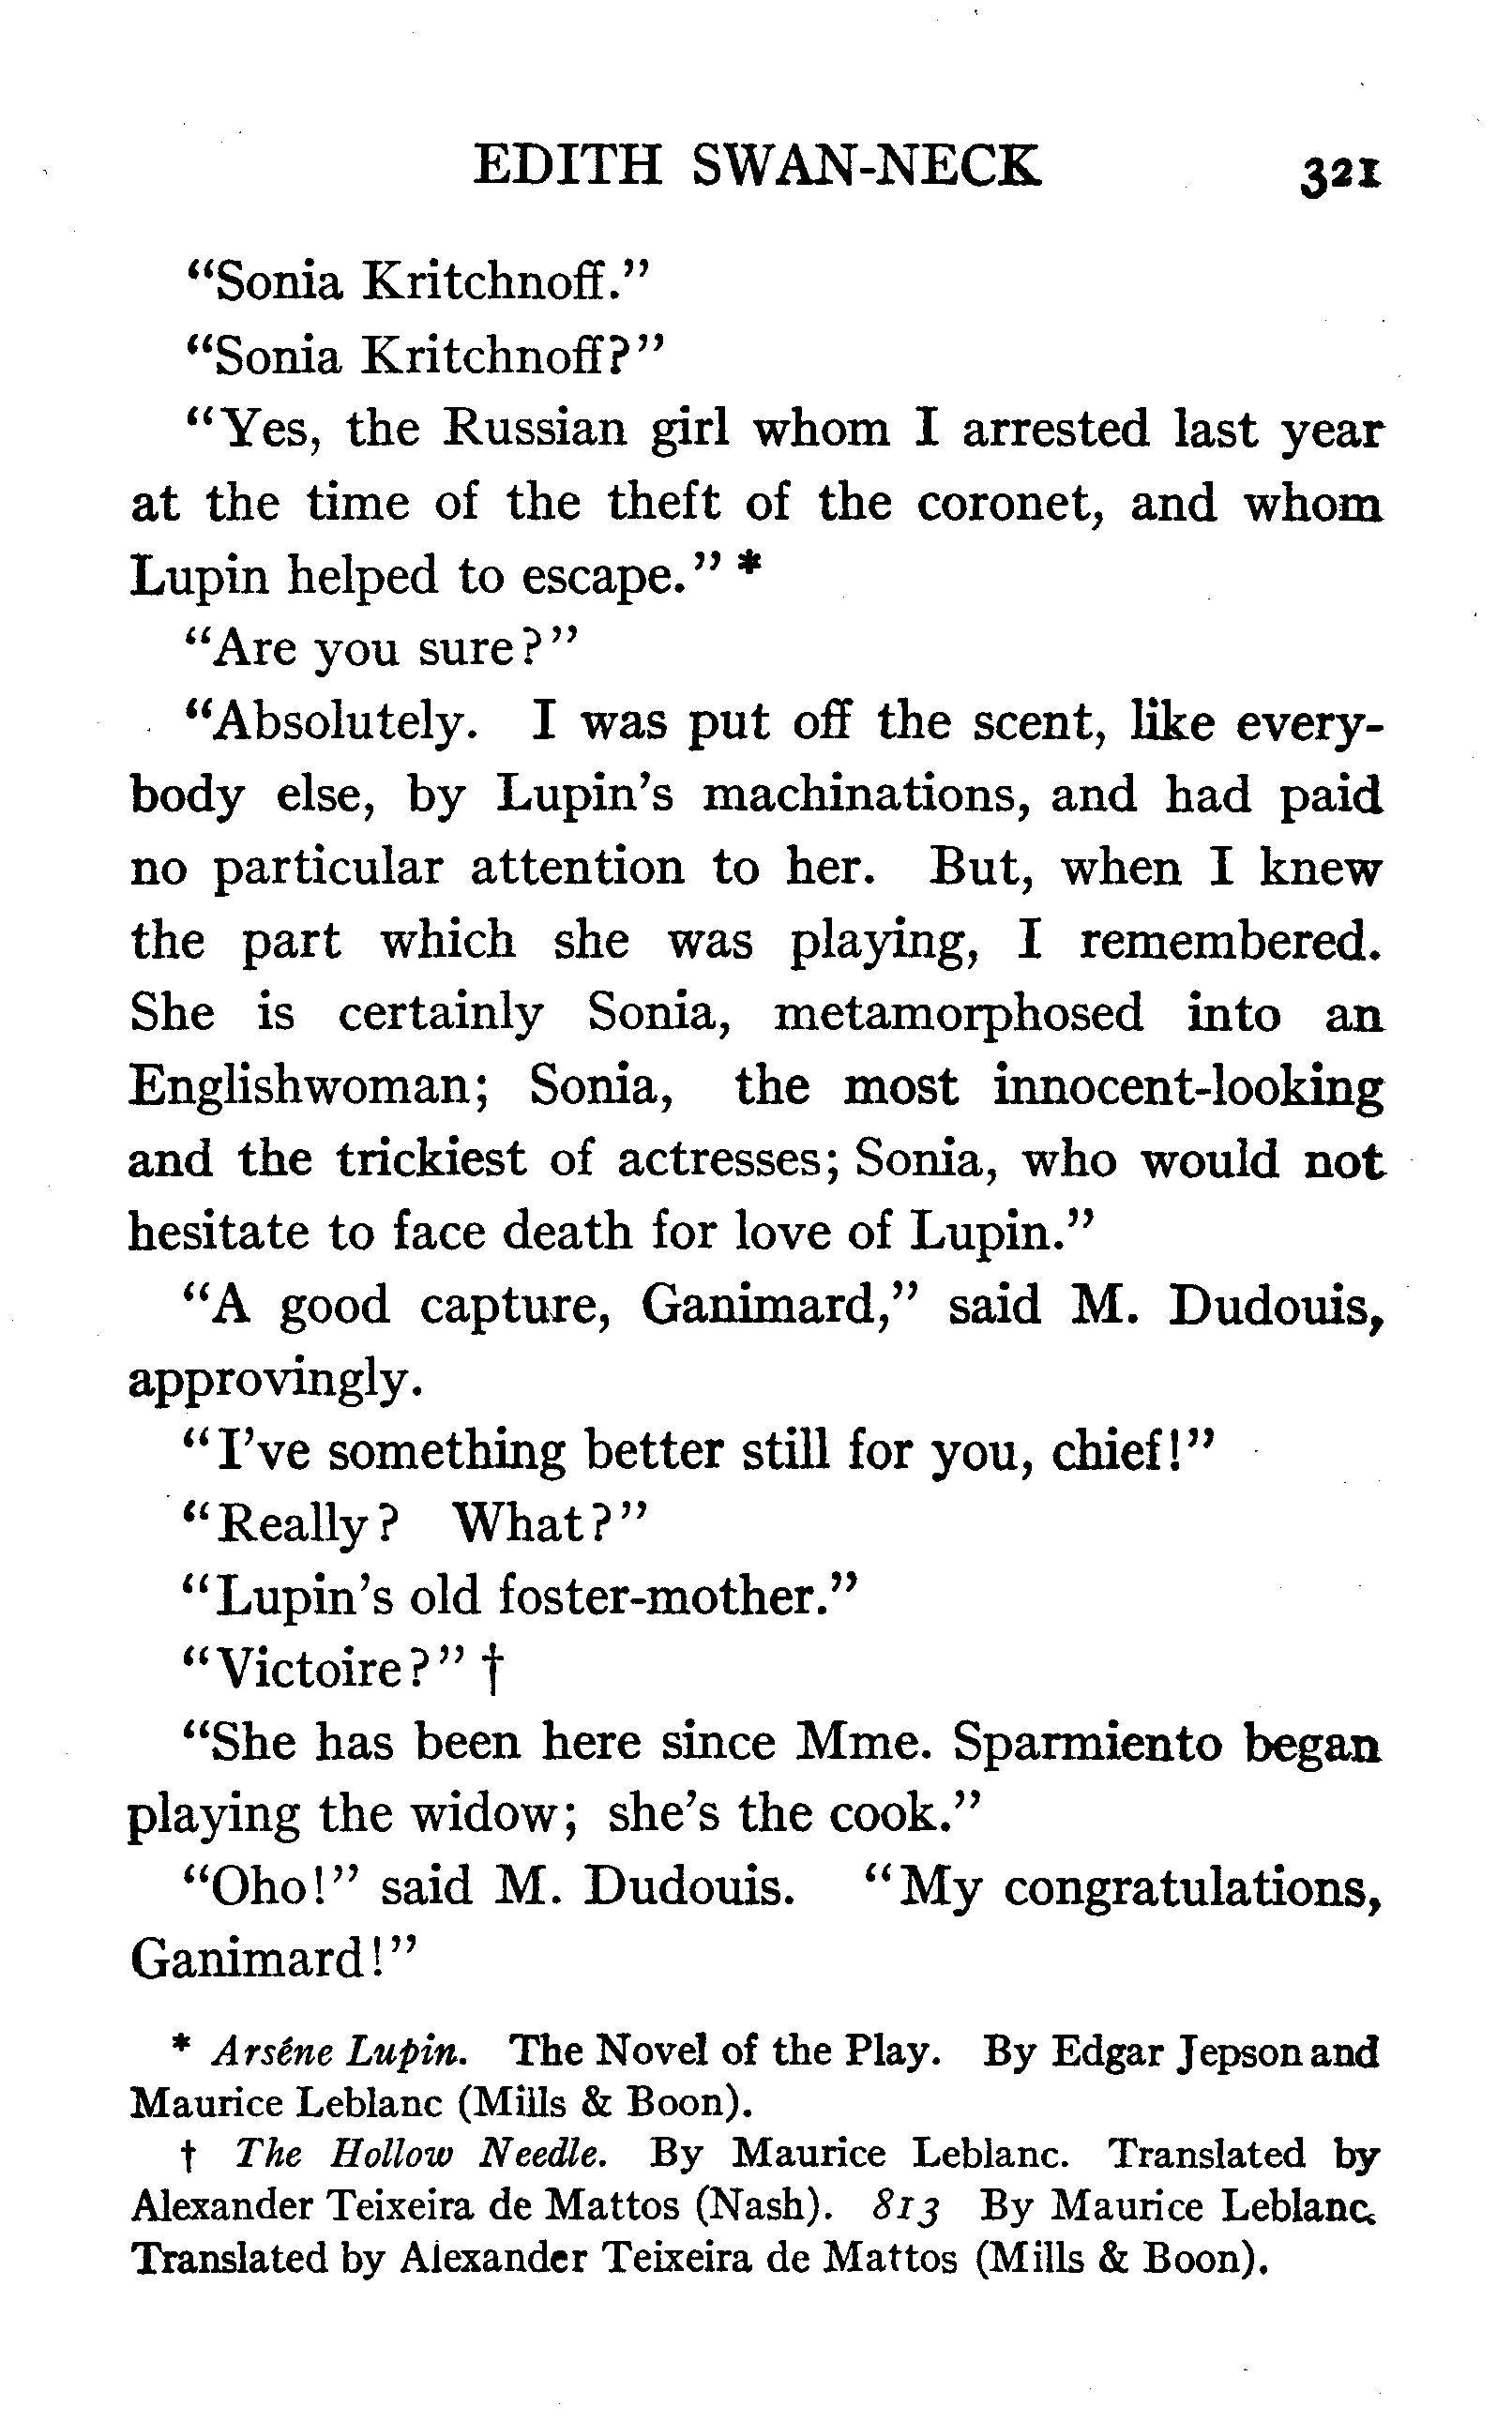 EDITH SWAN-NECK 321
“Sonia Kritchnoff.”
“Sonia Kritchnoff?”
“Yes, the Russian girl whom I arrested last year
at the time of the theft of the coronet, and whom
Lupin helped to escape.” *
“Are you sure?”
“Absolutely. I was put off the scent, like every-
body else, by Lupin’s machinations, and had paid
no particular attention to her. But, when I knew
the part which she was playing, I remembered.
She is certainly Sonia, metamorphosed into an
Englishwoman; Sonia, the most innocent-looking
and the trickiest of actresses; Sonia, who would not
hesitate to face death for love of Lupin.”
“A good capture, Ganimard,” said M. Dudouis,
approvingly.
“I’ve something better still for you, chief!”
“Really? What?”
“Lupin’s old foster-mother.”
“Victoire?” †
“She has been here since Mme. Sparmiento began
playing the widow; she’s the cook.”
“Oho!” said M. Dudouis. “My congratulations,
Ganimard!”
* Arséne Lupin. The Novel of the Play. By Edgar Jepson and
Maurice Leblanc (Mills & Boon).
† The Hollow Needle. By Maurice Leblanc. Translated by
Alexander Teixeira de Mattos (Nash). 813 By Maurice Leblanc.
Translated by Alexander Teixeira de Mattos (Mills & Boon).